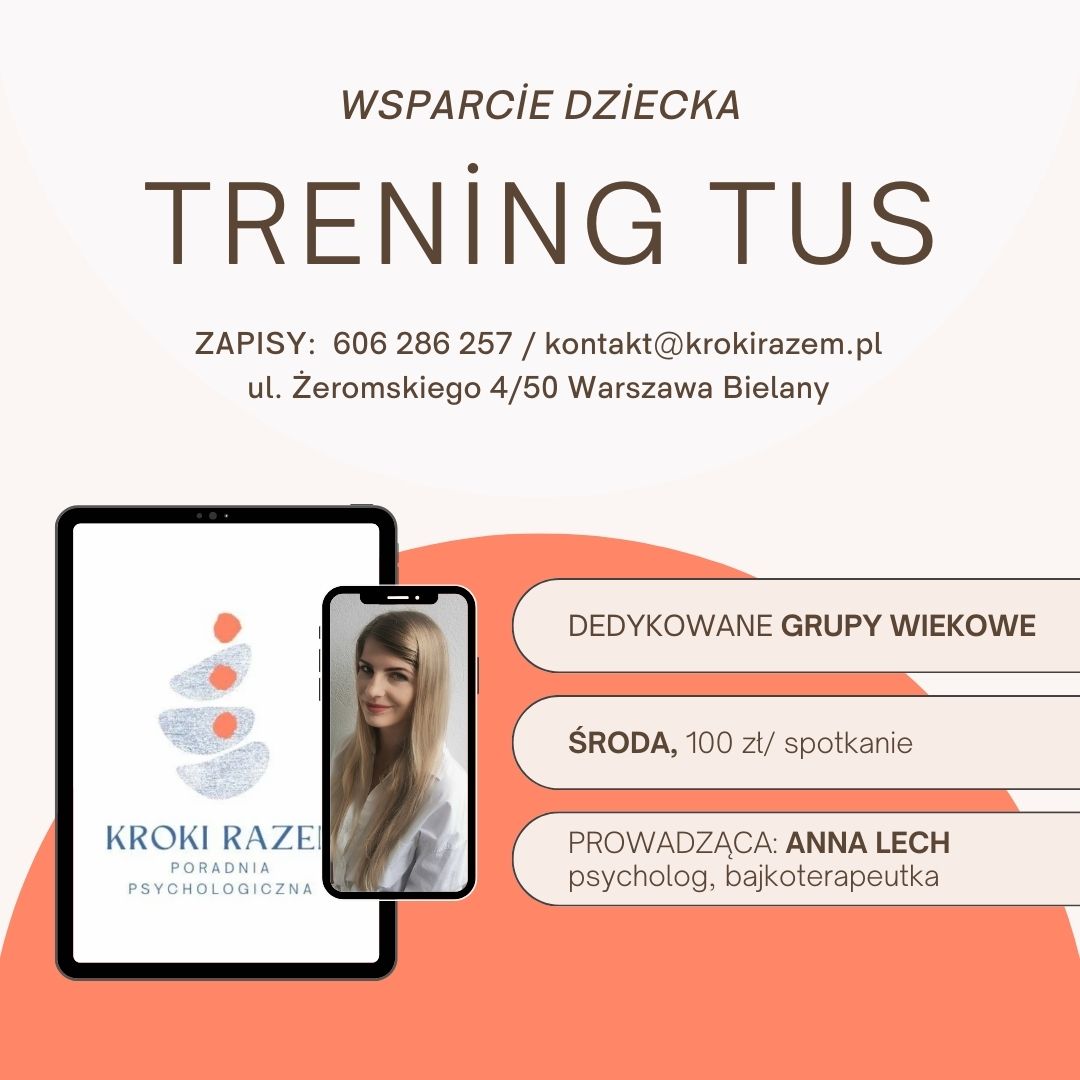 WSPARCİE DZİECKA
TRENİNG TUS
ZAPISY: 606 286 257 / kontakt@krokirazem.pl
ul. Żeromskiego 4/50 Warszawa Bielany
KROKI RAZEM
PORADNIA
PSYCHOLOGICZNA
DEDYKOWANE GRUPY WIEKOWE
ŚRODA, 100 zł/ spotkanie
PROWADZĄCA: ANNA LECH
psycholog, bajkoterapeutka